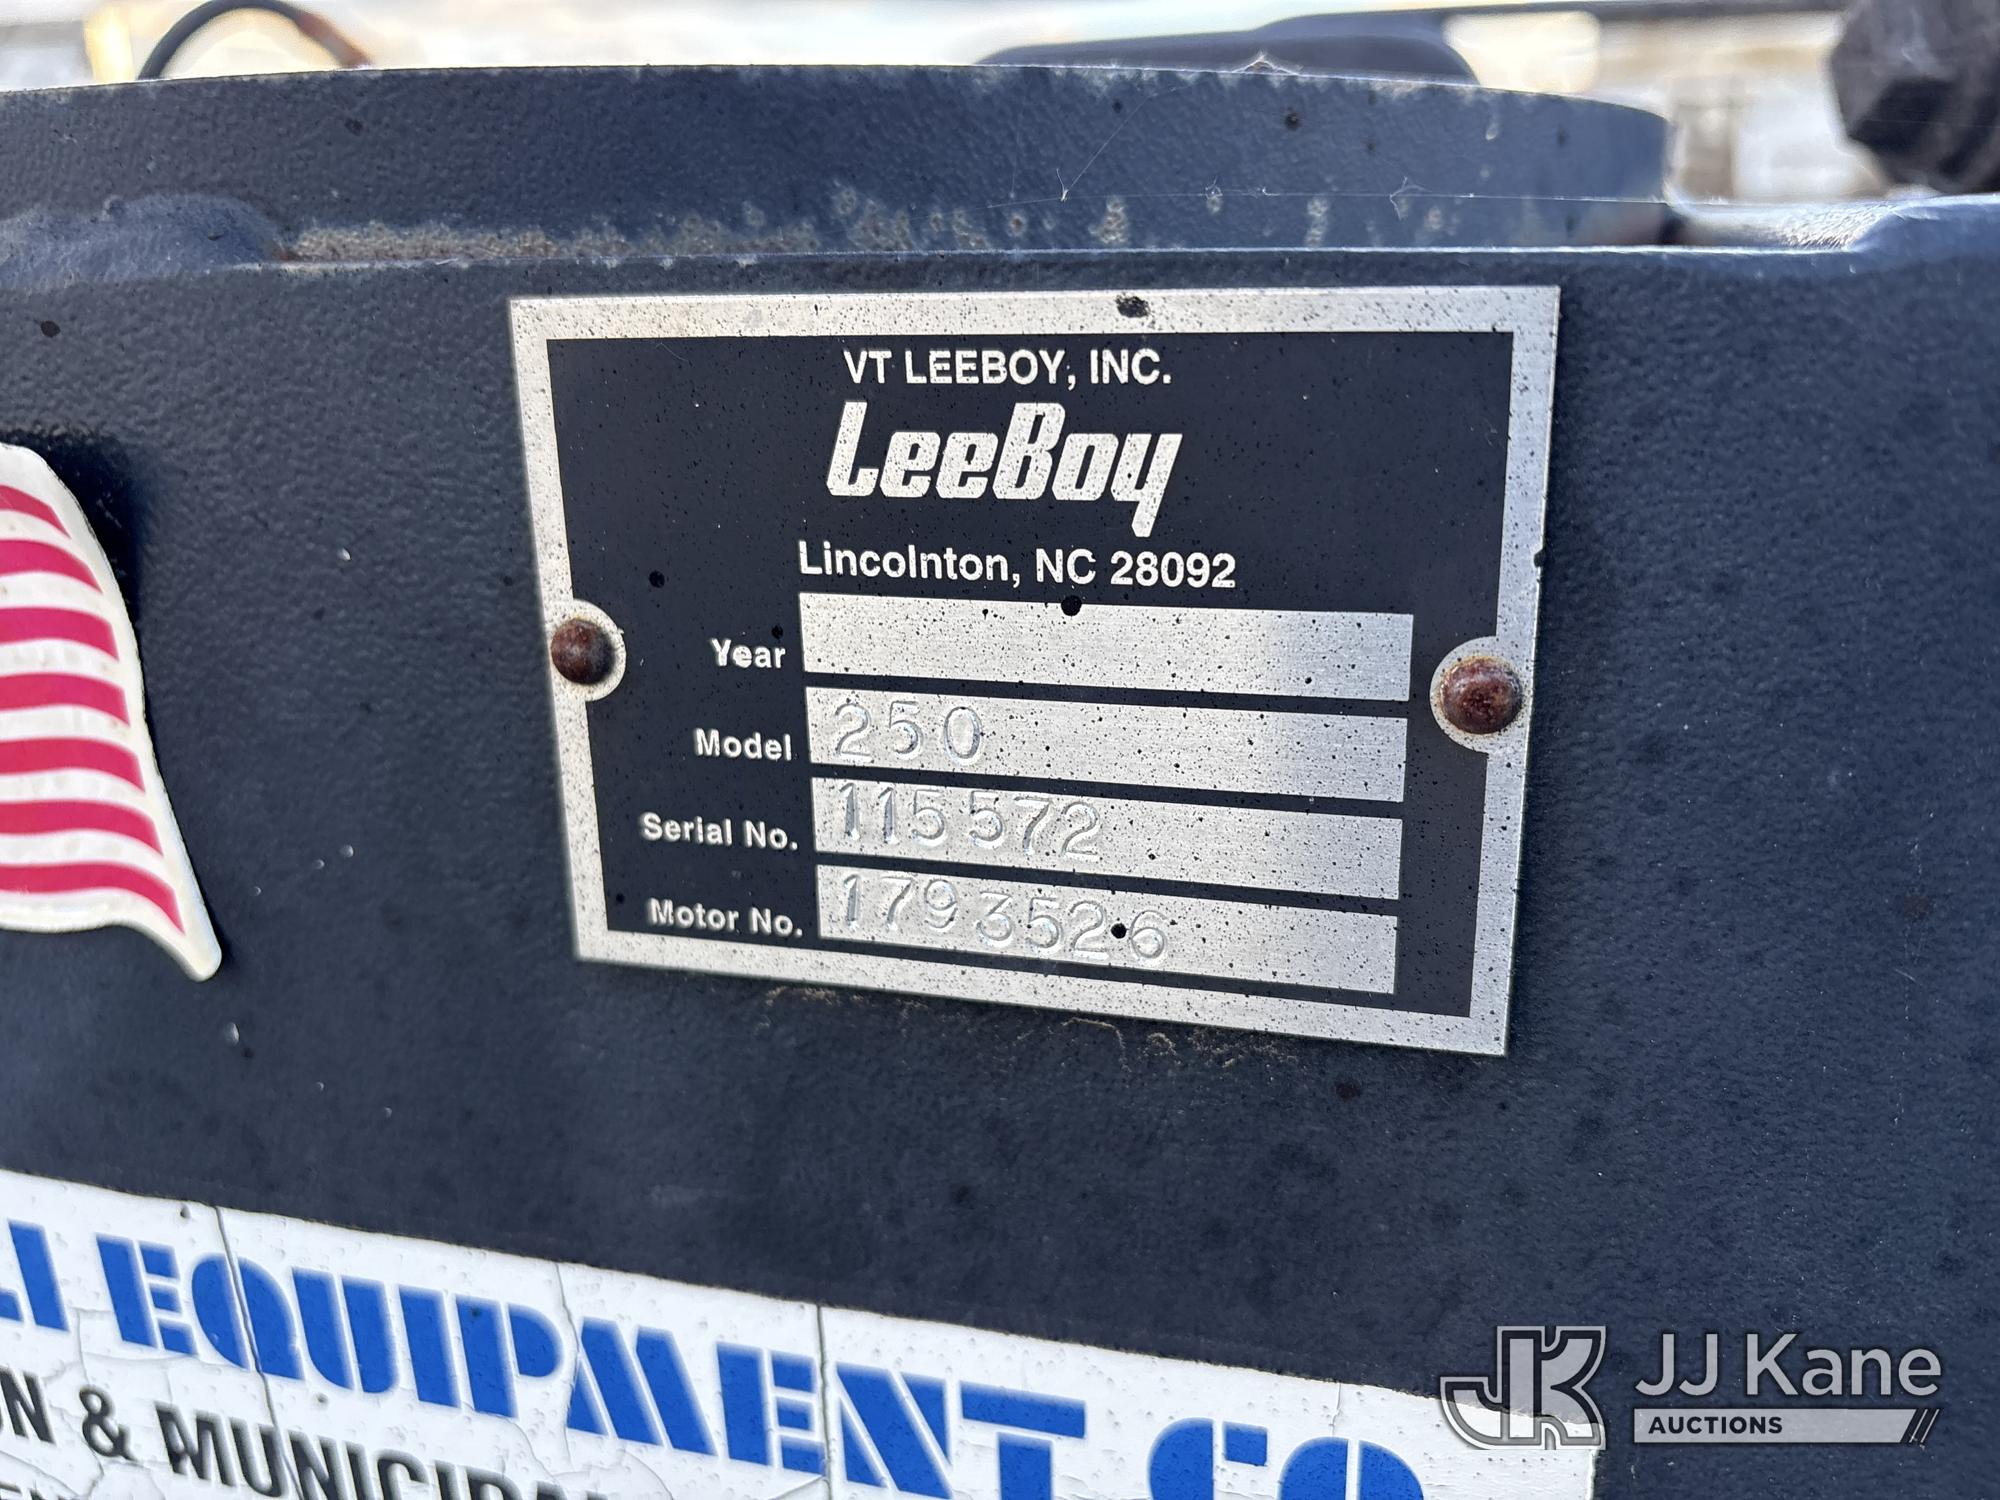 VT LEEBOY, INC.
LeeBoy
Lincolnton, NC 28092
Year
Model 250
Serial No. 115572
Motor No. 1793526
EQUIPMENT CO
& MUNICIPAL
JJ Kane
AUCTIONS